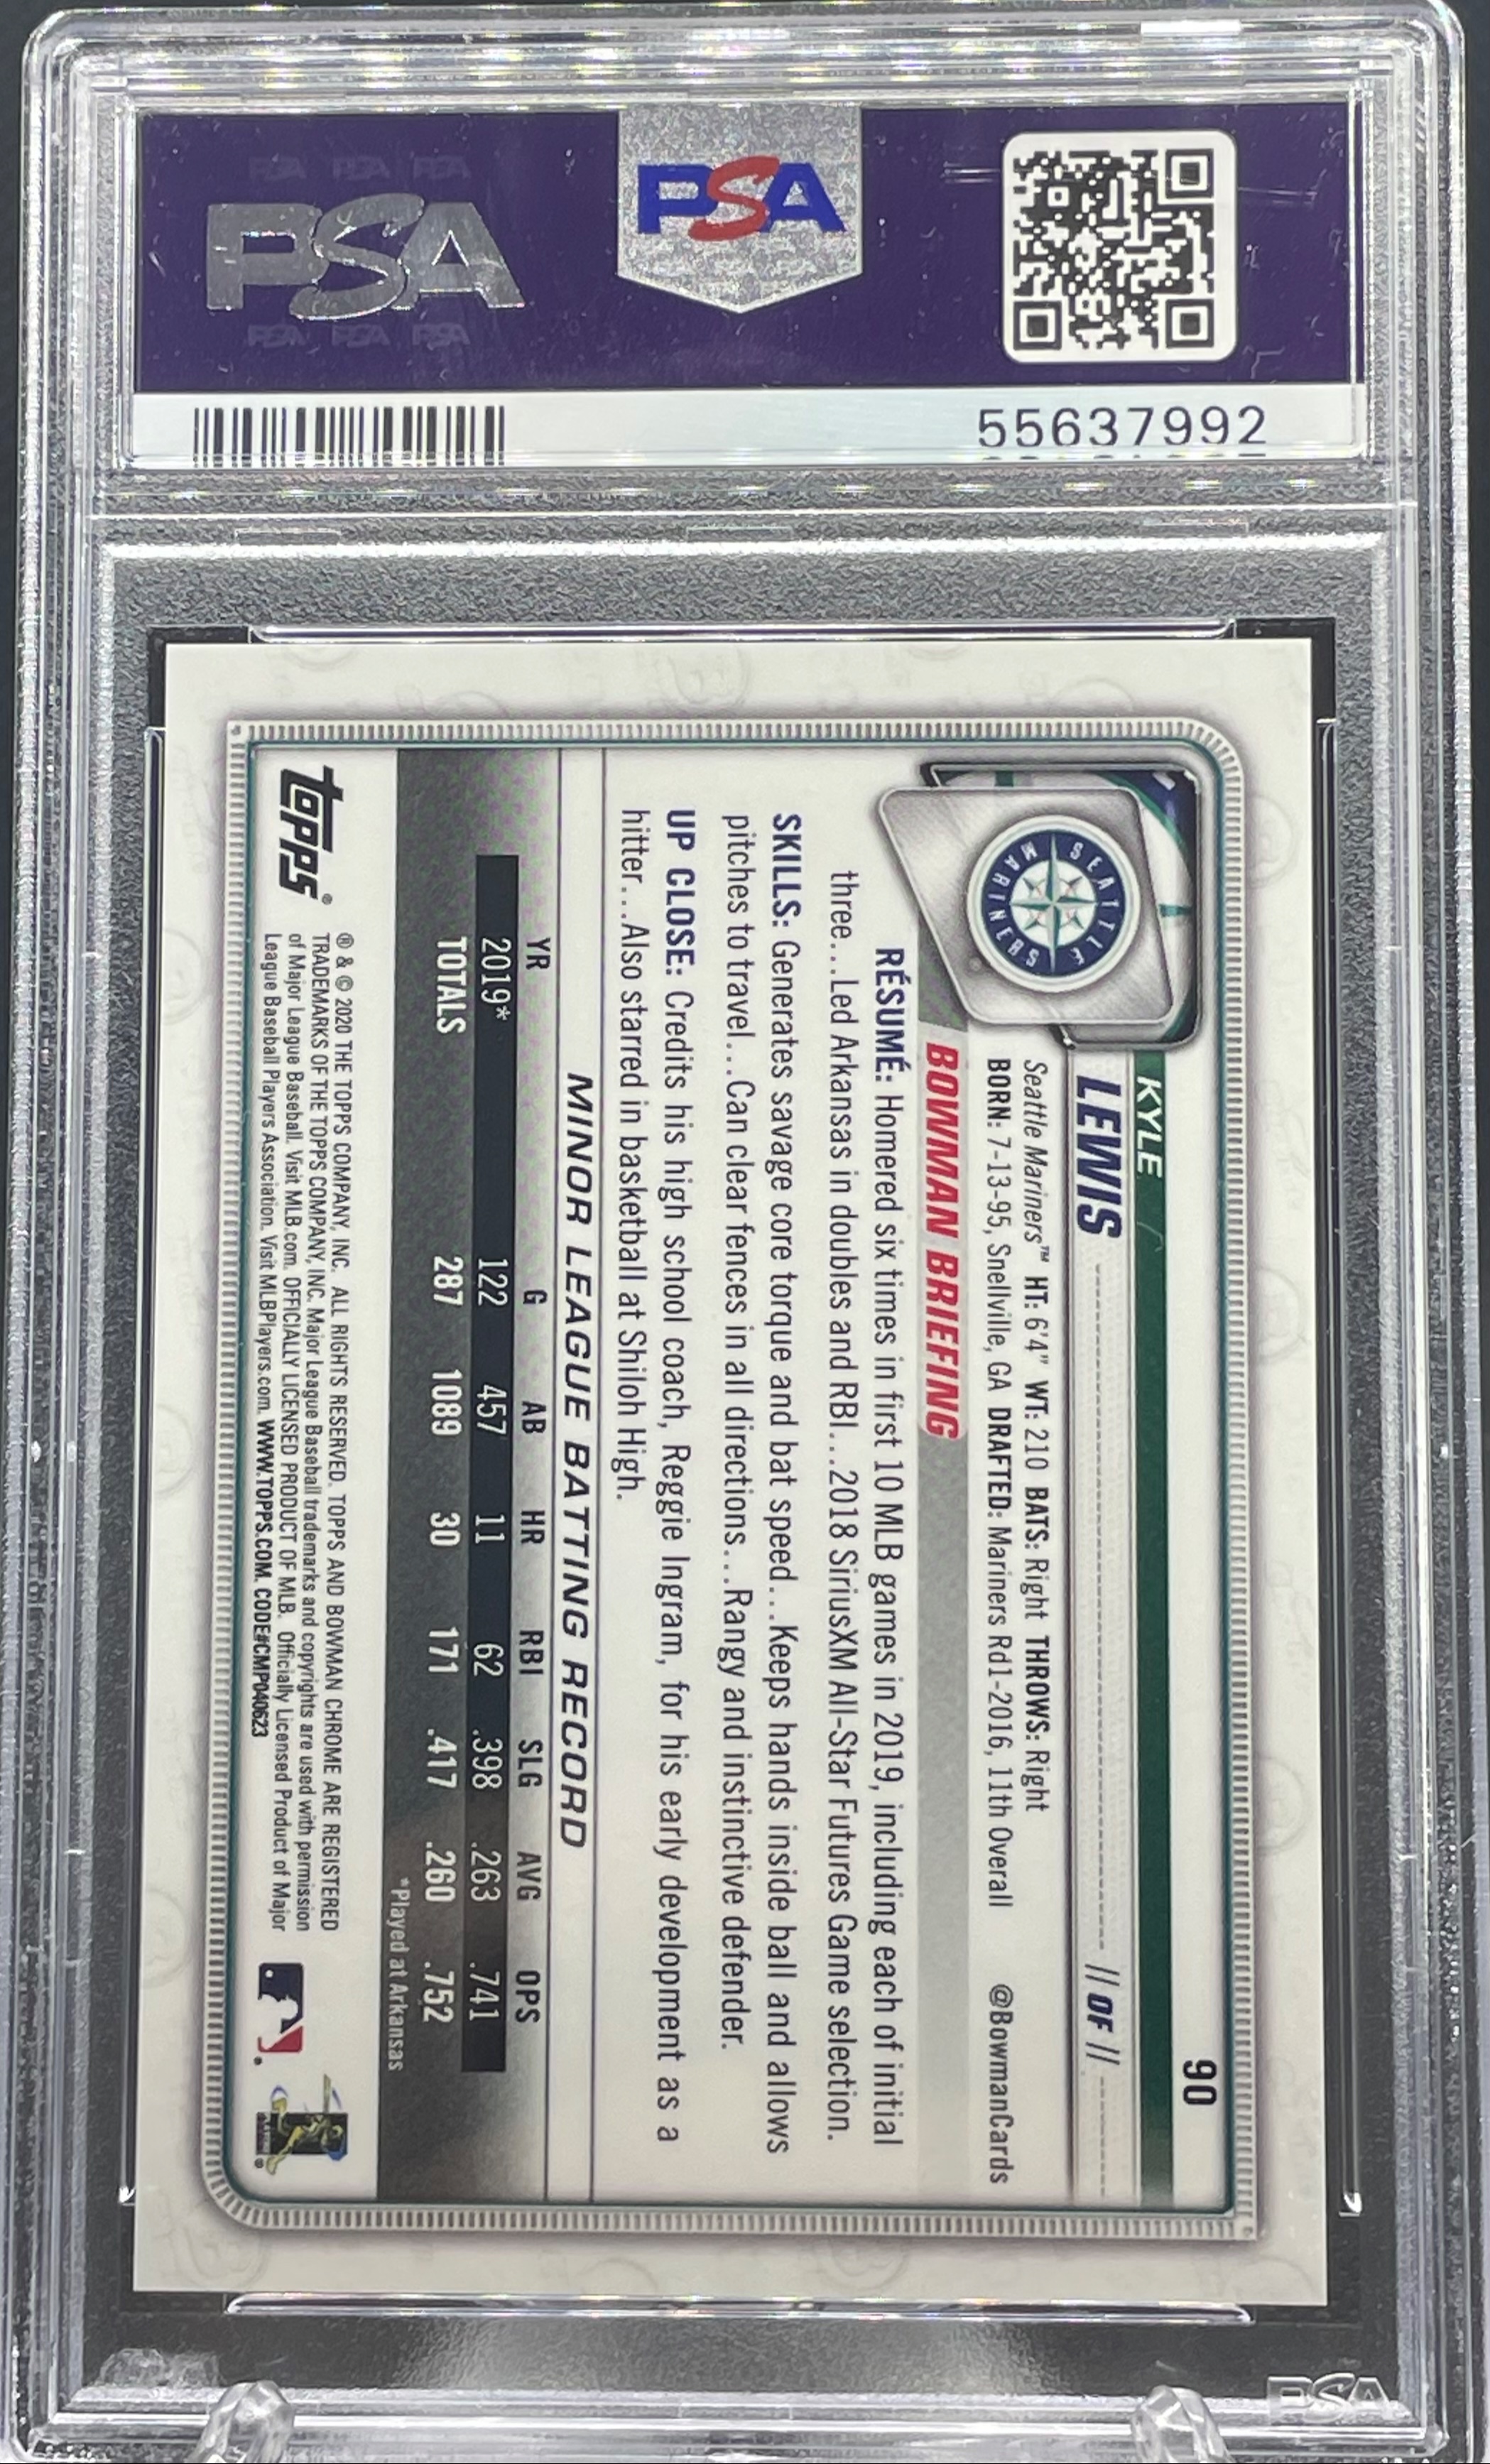 PSA PSA PSA
PSA
PSA PSA PSA
PSA
55637992
90
KYLE
LEWIS
// OF //
Seattle Mariners™ HT: 6'4" WT: 210 BATS: Right THROWS: Right
BORN: 7-13-95, Snellville, GA DRAFTED: Mariners Rd1-2016, 11th Overall @BowmanCards
SEATTLE MARINERS
BOWMAN BRIEFING
RÉSUMÉ: Homered six times in first 10 MLB games in 2019, including each of initial
three...Led Arkansas in doubles and RBI...2018 SiriusXM All-Star Futures Game selection.
SKILLS: Generates savage core torque and bat speed...Keeps hands inside ball and allows
pitches to travel...Can clear fences in all directions...Rangy and instinctive defender.
UP CLOSE: Credits his high school coach, Reggie Ingram, for his early development as a
hitter...Also starred in basketball at Shiloh High.
MINOR LEAGUE BATTING RECORD
YR G AB HR RBI SLG AVG OPS
2019* 122 457 11 62 .398 .263 .741
TOTALS 287 1089 30 171 .417 .260 .752
*Played at Arkansas
topps®
® & © 2020 THE TOPPS COMPANY, INC. ALL RIGHTS RESERVED. TOPPS AND BOWMAN CHROME ARE REGISTERED
TRADEMARKS OF THE TOPPS COMPANY, INC. Major League Baseball trademarks and copyrights are used with permission
of Major League Baseball. Visit MLB.com. OFFICIALLY LICENSED PRODUCT OF MLB. Officially Licensed Product of Major
League Baseball Players Association. Visit MLBPlayers.com. WWW.TOPPS.COM. CODE#CMP040623
PSA